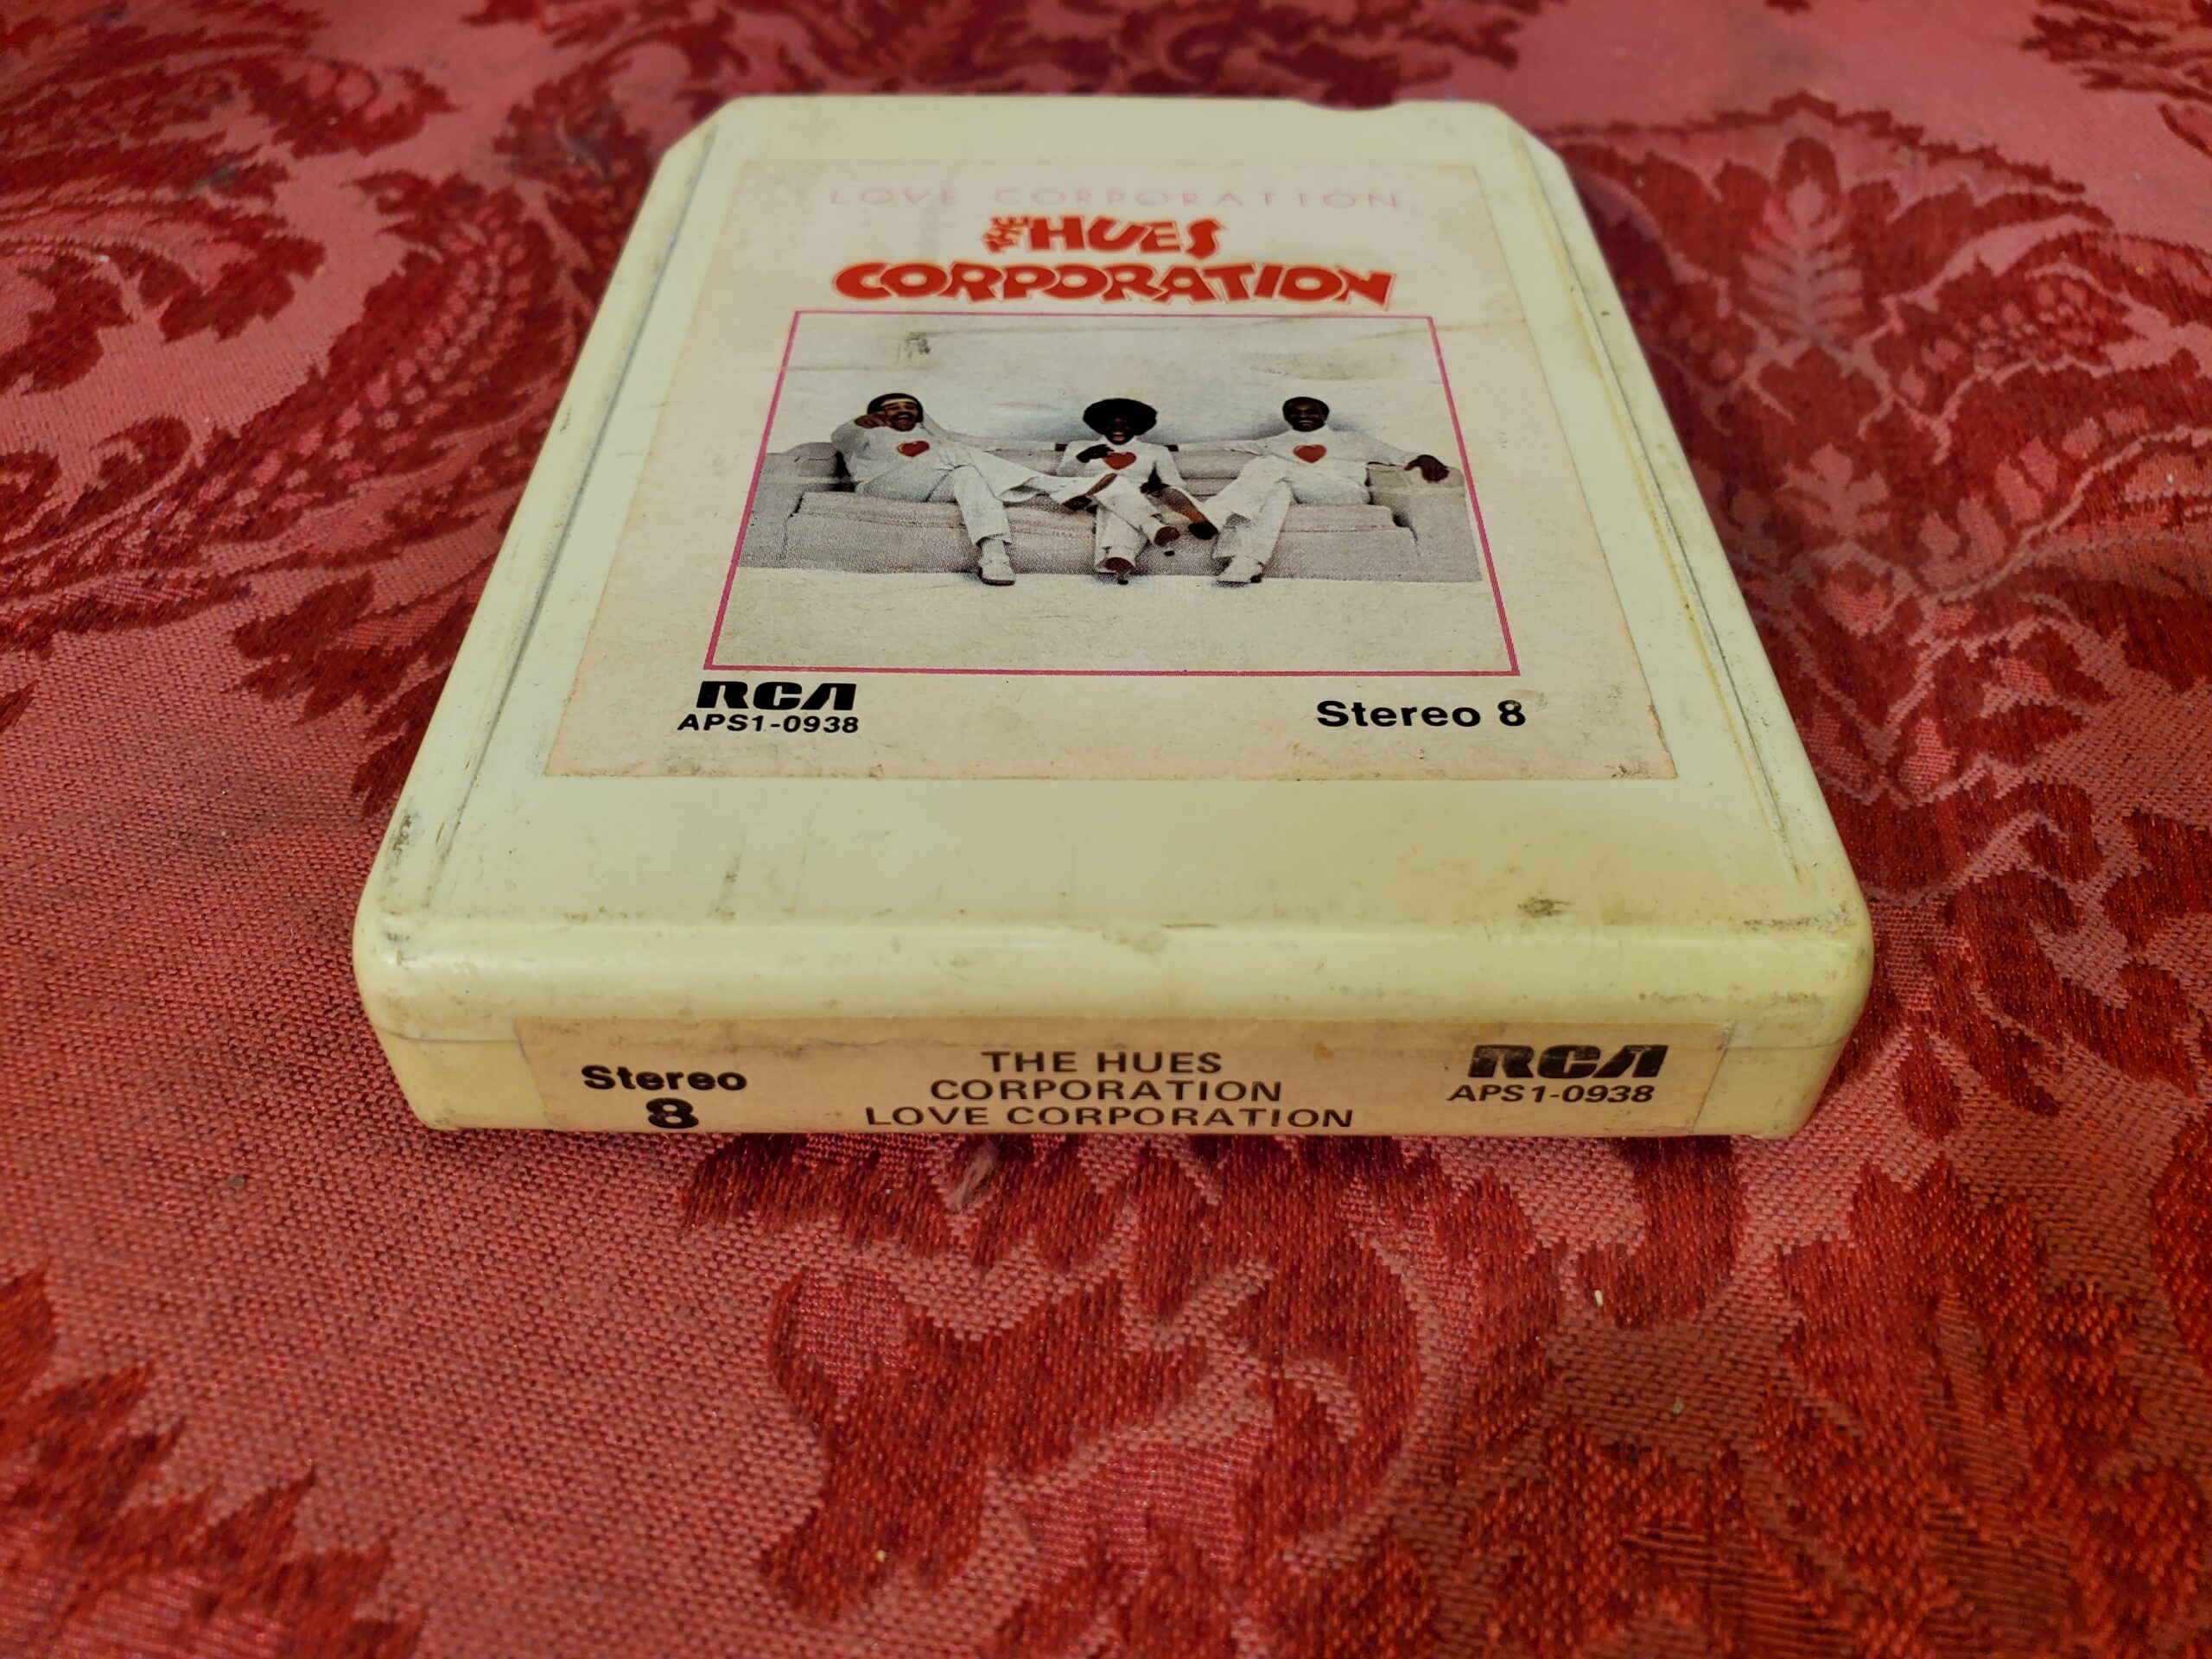 LOVE CORPORATION
THE HUES
CORPORATION
RCA
APS1-0938
Stereo 8
Stereo
8
THE HUES
CORPORATION
LOVE CORPORATION
RCA
APS1-0938